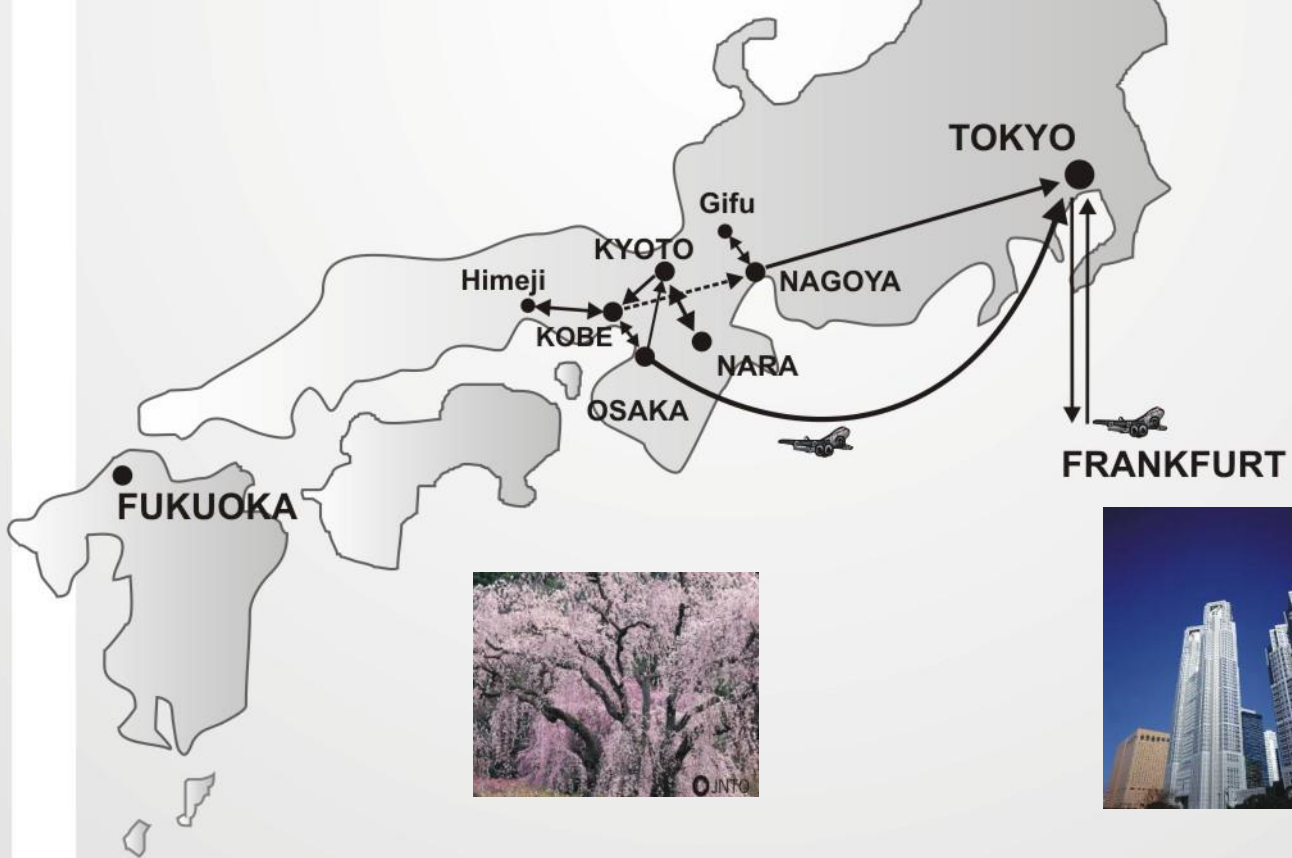 TOKYO
Gifu
KYOTO
Himeji
NAGOYA
KOBE
NARA
OSAKA
FRANKFURT
FUKUOKA
JNTO